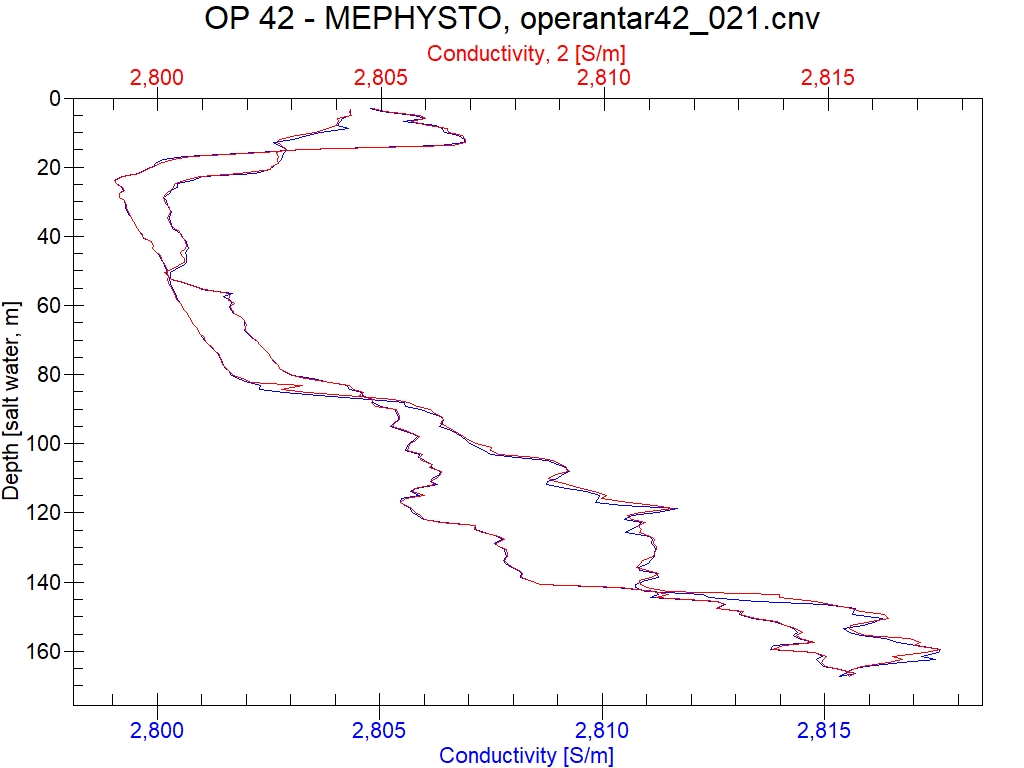 OP 42 - MEPHYSTO, operantar42_021.cnv
Conductivity, 2 [S/m]
2,800 2,805 2,810 2,815
0
20
40
60
80
100
120
140
160
Depth [salt water, m]
2,800 2,805 2,810 2,815
Conductivity [S/m]